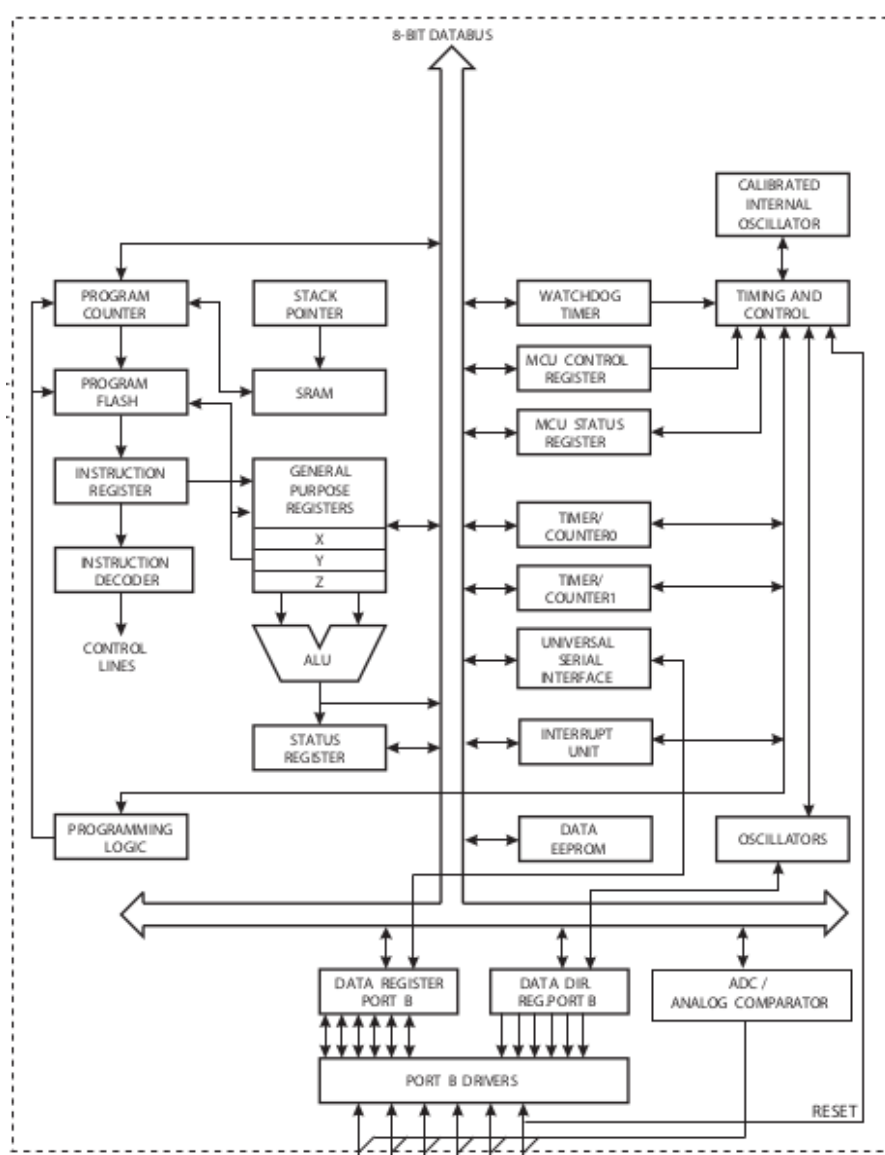 8-BIT DATABUS
CALIBRATED
INTERNAL
OSCILLATOR
PROGRAM
COUNTER
STACK
POINTER
WATCHDOG
TIMER
TIMING AND
CONTROL
PROGRAM
FLASH
SRAM
MCU CONTROL
REGISTER
MCU STATUS
REGISTER
INSTRUCTION
REGISTER
GENERAL
PURPOSE
REGISTERS
X
Y
Z
INSTRUCTION
DECODER
TIMER/
COUNTER0
TIMER/
COUNTER1
CONTROL
LINES
ALU
UNIVERSAL
SERIAL
INTERFACE
STATUS
REGISTER
INTERRUPT
UNIT
PROGRAMMING
LOGIC
DATA
EEPROM
OSCILLATORS
DATA REGISTER
PORT B
DATA DIR.
REG.PORT B
ADC /
ANALOG COMPARATOR
PORT B DRIVERS
RESET